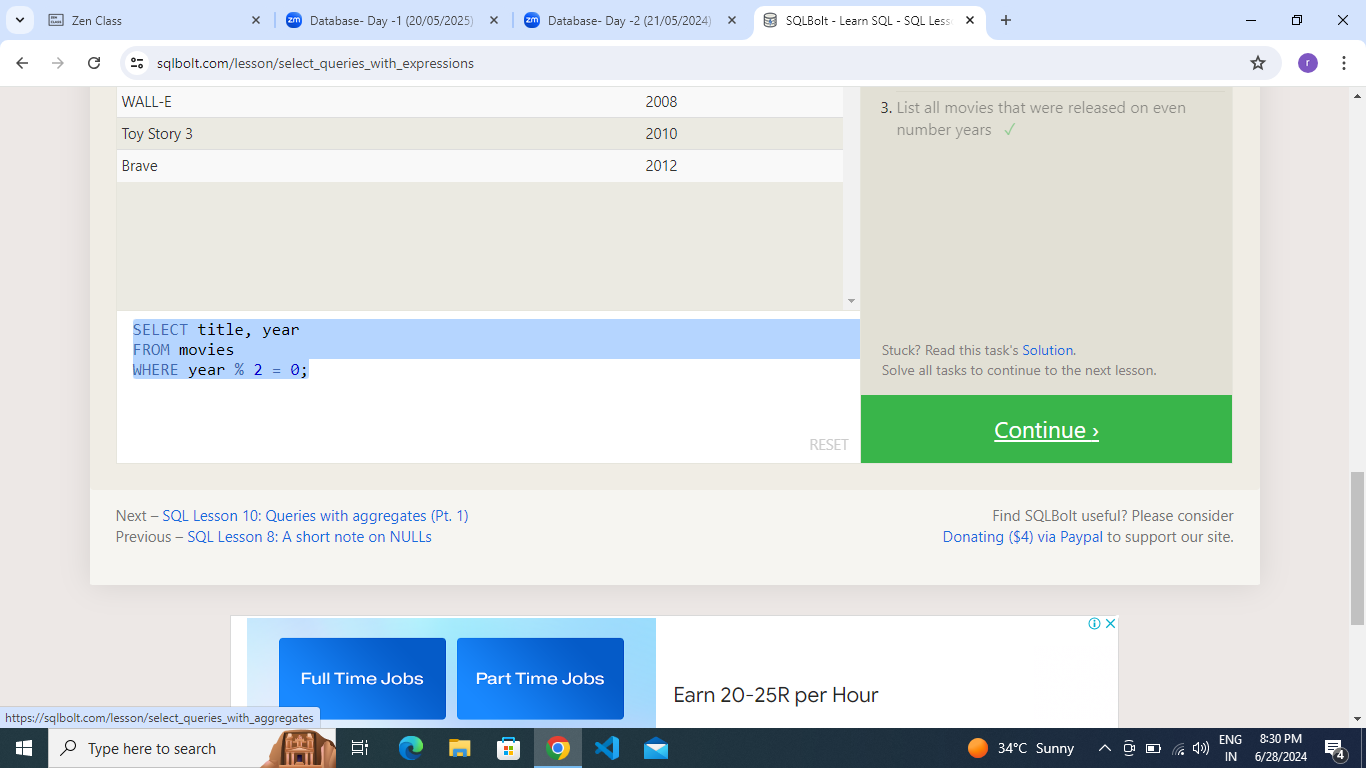 Zen Class
Database- Day -1 (20/05/2025)
Database- Day -2 (21/05/2024)
SQLBolt - Learn SQL - SQL Less
sqlbolt.com/lesson/select_queries_with_expressions
r
WALL-E 2008
Toy Story 3 2010
Brave 2012
3. List all movies that were released on even
number years ✓
SELECT title, year
FROM movies
WHERE year % 2 = 0;
RESET
Stuck? Read this task's Solution.
Solve all tasks to continue to the next lesson.
Continue ›
Next – SQL Lesson 10: Queries with aggregates (Pt. 1)
Previous – SQL Lesson 8: A short note on NULLs
Find SQLBolt useful? Please consider
Donating ($4) via Paypal to support our site.
Full Time Jobs
Part Time Jobs
Earn 20-25R per Hour
https://sqlbolt.com/lesson/select_queries_with_aggregates
Type here to search
34°C Sunny
ENG
IN
8:30 PM
6/28/2024
4